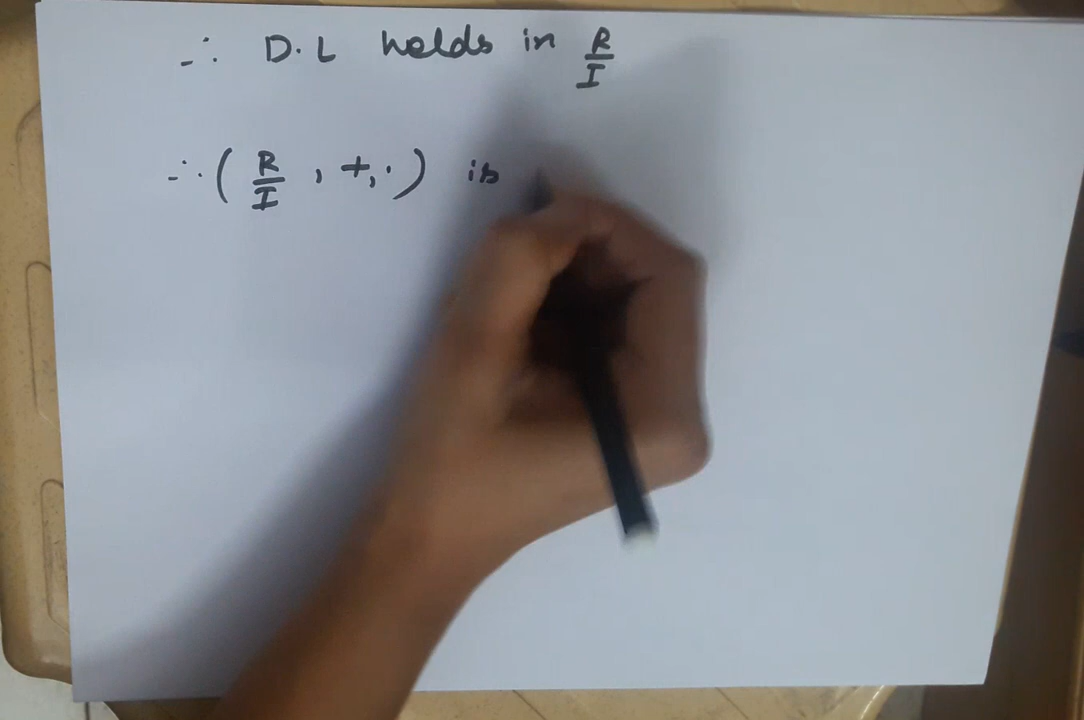 ∴ D.L holds in R/I
∴ (R/I, +, ·) is